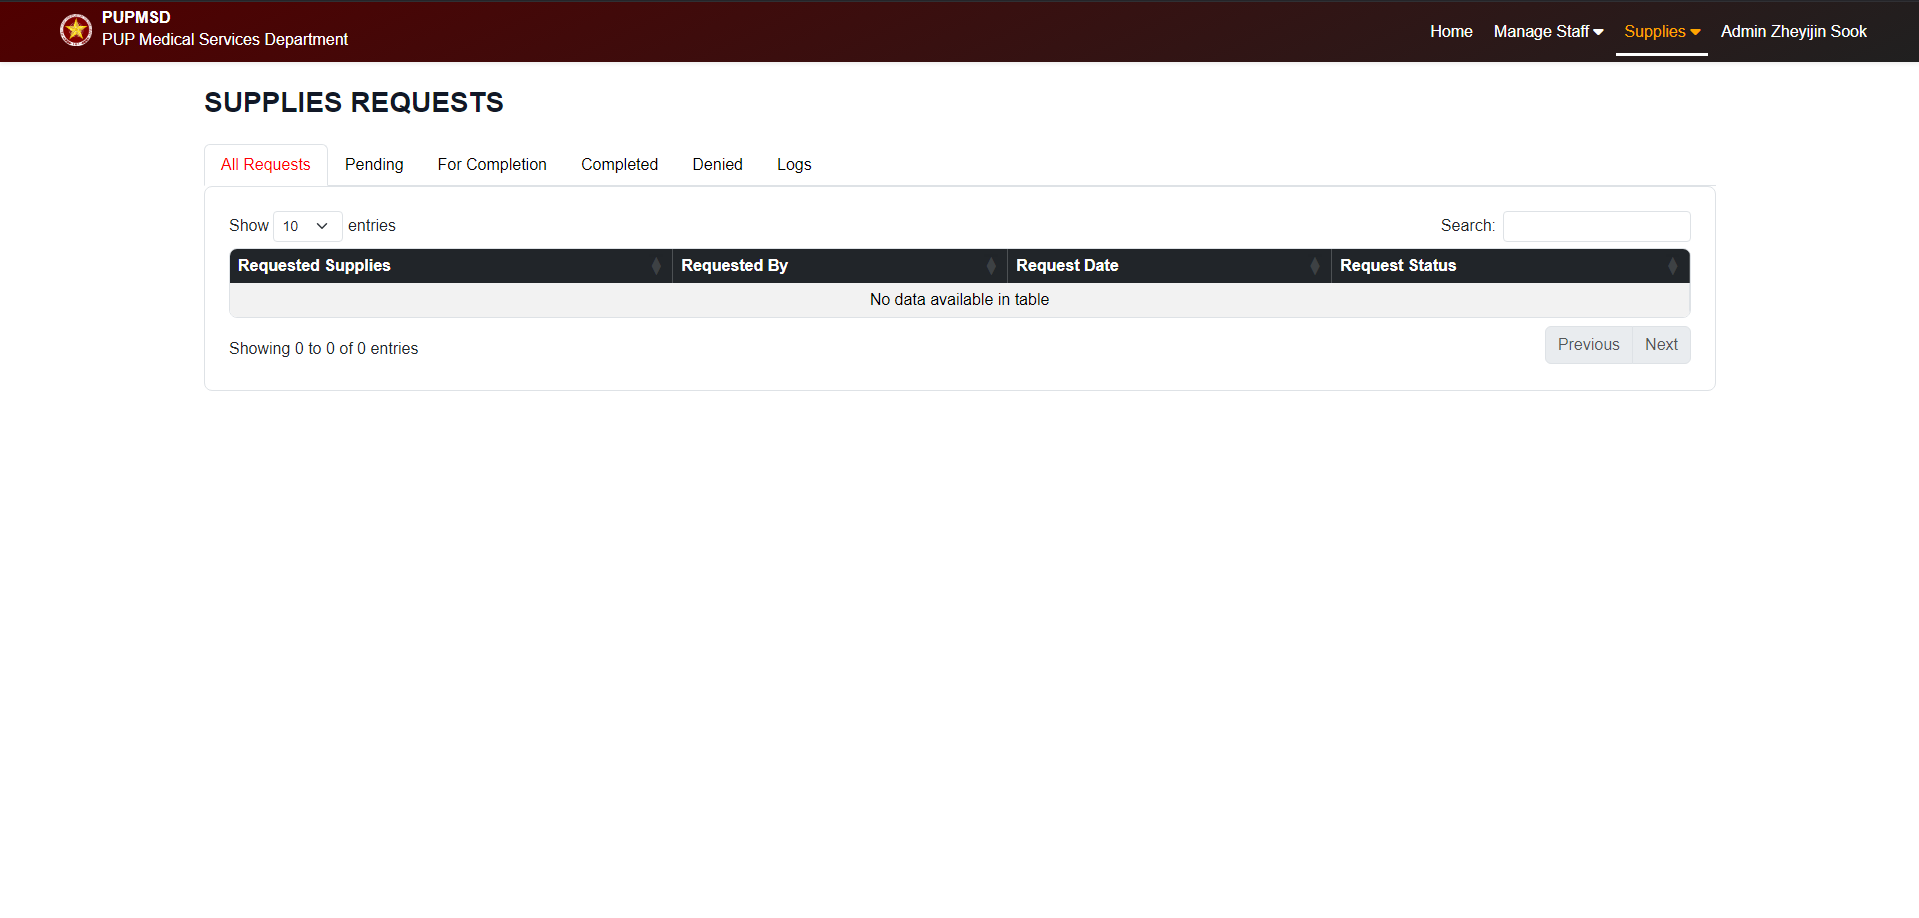 PUPMSD
PUP Medical Services Department
Home Manage Staff Supplies Admin Zheyijin Sook
SUPPLIES REQUESTS
All Requests Pending For Completion Completed Denied Logs
Show 10 entries Search:
Requested Supplies Requested By Request Date Request Status
No data available in table
Showing 0 to 0 of 0 entries Previous Next